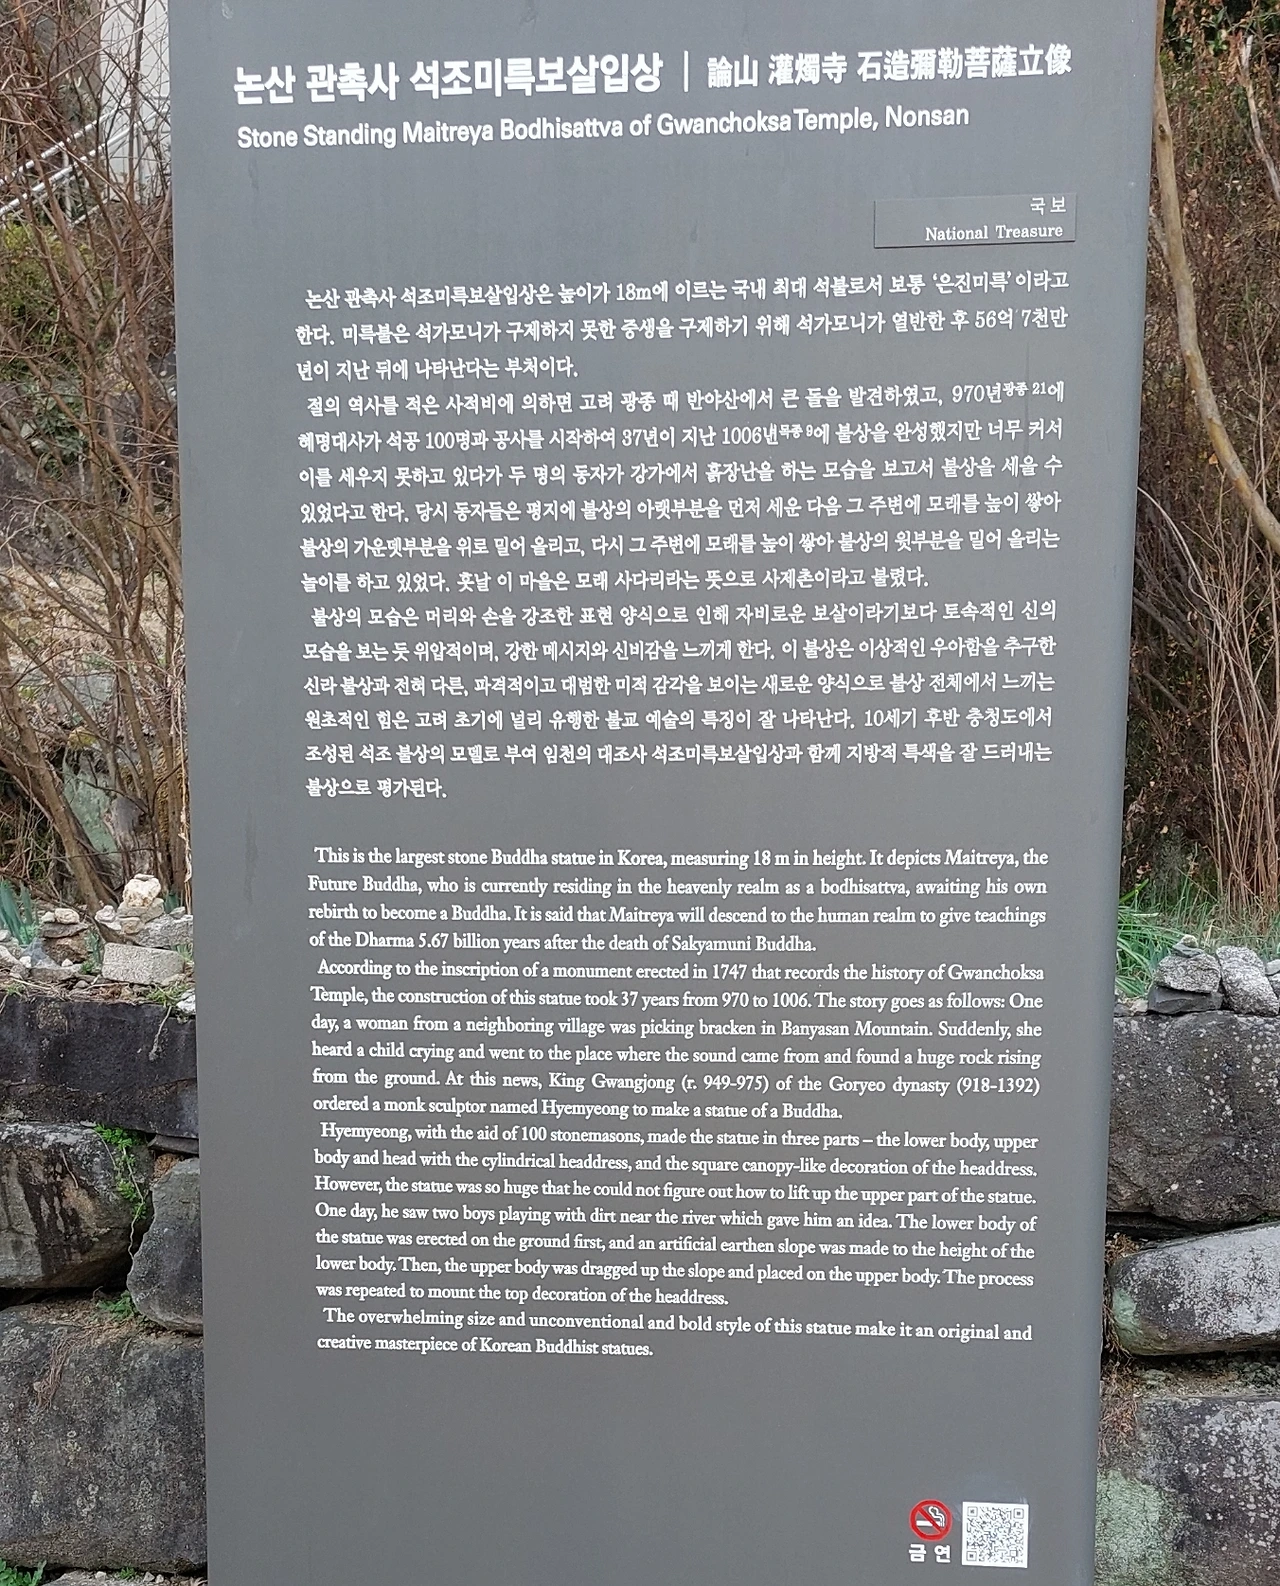 논산 관촉사 석조미륵보살입상 | 論山 灌燭寺 石造彌勒菩薩立像
Stone Standing Maitreya Bodhisattva of Gwanchoksa Temple, Nonsan
국보
National Treasure
논산 관촉사 석조미륵보살입상은 높이가 18m에 이르는 국내 최대 석불로서 보통 ‘은진미륵’이라고
한다. 미륵불은 석가모니가 구제하지 못한 중생을 구제하기 위해 석가모니가 열반한 후 56억 7천만
년이 지난 뒤에 나타난다는 부처이다.
절의 역사를 적은 사적비에 의하면 고려 광종 때 반야산에서 큰 돌을 발견하였고, 970년광종 21에
혜명대사가 석공 100명과 공사를 시작하여 37년이 지난 1006년목종 9에 불상을 완성했지만 너무 커서
이를 세우지 못하고 있다가 두 명의 동자가 강가에서 흙장난을 하는 모습을 보고서 불상을 세울 수
있었다고 한다. 당시 동자들은 평지에 불상의 아랫부분을 먼저 세운 다음 그 주변에 모래를 높이 쌓아
불상의 가운뎃부분을 위로 밀어 올리고, 다시 그 주변에 모래를 높이 쌓아 불상의 윗부분을 밀어 올리는
놀이를 하고 있었다. 훗날 이 마을은 모래 사다리라는 뜻으로 사제촌이라고 불렸다.
불상의 모습은 머리와 손을 강조한 표현 양식으로 인해 자비로운 보살이라기보다 토속적인 신의
모습을 보는 듯 위압적이며, 강한 메시지와 신비감을 느끼게 한다. 이 불상은 이상적인 우아함을 추구한
신라 불상과 전혀 다른, 파격적이고 대범한 미적 감각을 보이는 새로운 양식으로 불상 전체에서 느끼는
원초적인 힘은 고려 초기에 널리 유행한 불교 예술의 특징이 잘 나타난다. 10세기 후반 충청도에서
조성된 석조 불상의 모델로 부여 임천의 대조사 석조미륵보살입상과 함께 지방적 특색을 잘 드러내는
불상으로 평가된다.
This is the largest stone Buddha statue in Korea, measuring 18 m in height. It depicts Maitreya, the
Future Buddha, who is currently residing in the heavenly realm as a bodhisattva, awaiting his own
rebirth to become a Buddha. It is said that Maitreya will descend to the human realm to give teachings
of the Dharma 5.67 billion years after the death of Sakyamuni Buddha.
According to the inscription of a monument erected in 1747 that records the history of Gwanchoksa
Temple, the construction of this statue took 37 years from 970 to 1006. The story goes as follows: One
day, a woman from a neighboring village was picking bracken in Banyasan Mountain. Suddenly, she
heard a child crying and went to the place where the sound came from and found a huge rock rising
from the ground. At this news, King Gwangjong (r. 949-975) of the Goryeo dynasty (918-1392)
ordered a monk sculptor named Hyemyeong to make a statue of a Buddha.
Hyemyeong, with the aid of 100 stonemasons, made the statue in three parts – the lower body, upper
body and head with the cylindrical headdress, and the square canopy-like decoration of the headdress.
However, the statue was so huge that he could not figure out how to lift up the upper part of the statue.
One day, he saw two boys playing with dirt near the river which gave him an idea. The lower body of
the statue was erected on the ground first, and an artificial earthen slope was made to the height of the
lower body. Then, the upper body was dragged up the slope and placed on the upper body. The process
was repeated to mount the top decoration of the headdress.
The overwhelming size and unconventional and bold style of this statue make it an original and
creative masterpiece of Korean Buddhist statues.
금연